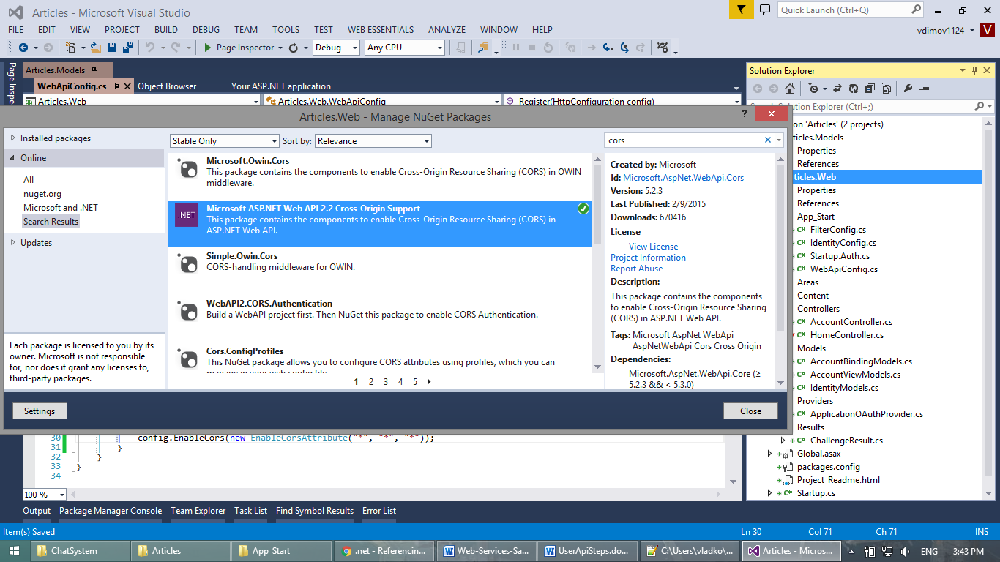 Articles - Microsoft Visual Studio
Quick Launch (Ctrl+Q)
FILE EDIT VIEW PROJECT BUILD DEBUG TEAM TOOLS TEST WEB ESSENTIALS ANALYZE WINDOW HELP
vdimov1124 V
Page Inspector Debug Any CPU
Page Inspe
Articles.Models
WebApiConfig.cs Object Browser Your ASP.NET application
Articles.Web Articles.Web.WebApiConfig Register(HttpConfiguration config)
Articles.Web - Manage NuGet Packages
?
Installed packages
Online
All
nuget.org
Microsoft and .NET
Search Results
Updates
Each package is licensed to you by its
owner. Microsoft is not responsible
for, nor does it grant any licenses to,
third-party packages.
Stable Only Sort by: Relevance
Microsoft.Owin.Cors
This package contains the components to enable Cross-Origin Resource Sharing (CORS) in OWIN
middleware.
.NET
Microsoft ASP.NET Web API 2.2 Cross-Origin Support
This package contains the components to enable Cross-Origin Resource Sharing (CORS) in
ASP.NET Web API.
Simple.Owin.Cors
CORS-handling middleware for OWIN.
WebAPI2.CORS.Authentication
Build a WebAPI project first. Then NuGet this package to enable CORS Authentication.
Cors.ConfigProfiles
This NuGet package allows you to configure CORS attributes using profiles, which you can
manage in your web.config file.
1 2 3 4 5
cors
Created by: Microsoft
Id: Microsoft.AspNet.WebApi.Cors
Version: 5.2.3
Last Published: 2/9/2015
Downloads: 670416
License
View License
Project Information
Report Abuse
Description:
This package contains the components
to enable Cross-Origin Resource Sharing
(CORS) in ASP.NET Web API.
Tags: Microsoft AspNet WebApi
AspNetWebApi Cors Cross Origin
Dependencies:
Microsoft.AspNet.WebApi.Core (≥
5.2.3 && < 5.3.0)
Settings Close
30 config.EnableCors(new EnableCorsAttribute("*", "*", "*"));
31 }
32 }
33 }
34
100 %
Solution Explorer
Search Solution Explorer (Ctrl+;)
on 'Articles' (2 projects)
ticles.Models
Properties
References
rticles.Web
Properties
References
App_Start
C# FilterConfig.cs
C# IdentityConfig.cs
C# Startup.Auth.cs
C# WebApiConfig.cs
Areas
Content
Controllers
C# AccountController.cs
C# HomeController.cs
Models
C# AccountBindingModels.cs
C# AccountViewModels.cs
C# IdentityModels.cs
Providers
C# ApplicationOAuthProvider.cs
Results
C# ChallengeResult.cs
Global.asax
packages.config
Project_Readme.html
C# Startup.cs
Output Package Manager Console Team Explorer Task List Find Symbol Results Error List
Item(s) Saved Ln 30 Col 71 Ch 71 INS
ChatSystem Articles App_Start .net - Referencin... Web-Services-Sa... UserApiSteps.do... C:\Users\vladko\... Articles - Micros... ENG 3:43 PM